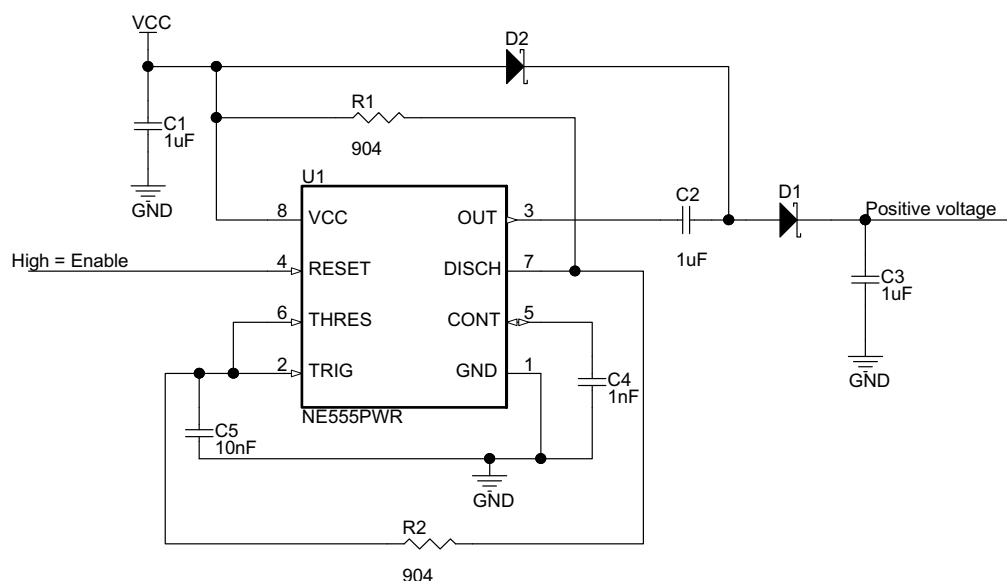 VCC
D2
R1
904
C1
1uF
GND
U1
8 VCC OUT 3
C2
1uF
D1
Positive voltage
High = Enable
4 RESET DISCH 7
C3
1uF
GND
6 THRES CONT 5
2 TRIG GND 1
C4
1nF
NE555PWR
C5
10nF
GND
R2
904